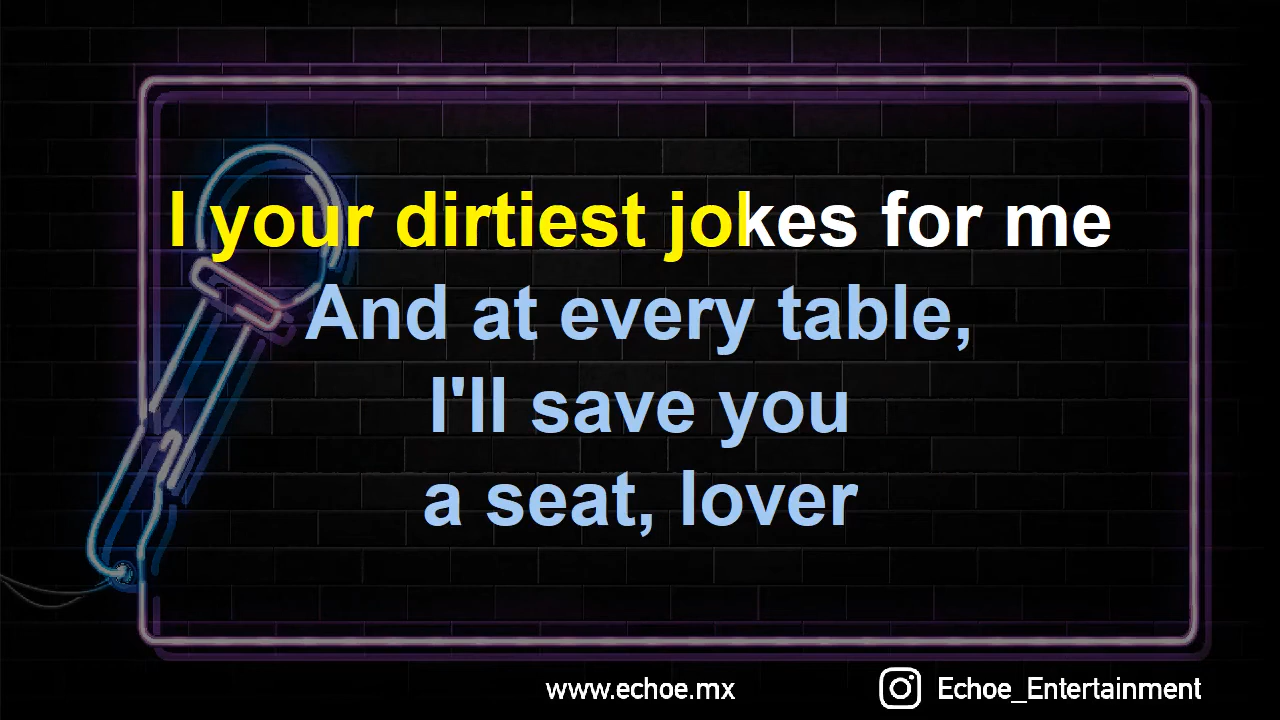 I your dirtiest jokes for me
And at every table,
I'll save you
a seat, lover
www.echoe.mx
Echoe_Entertainment